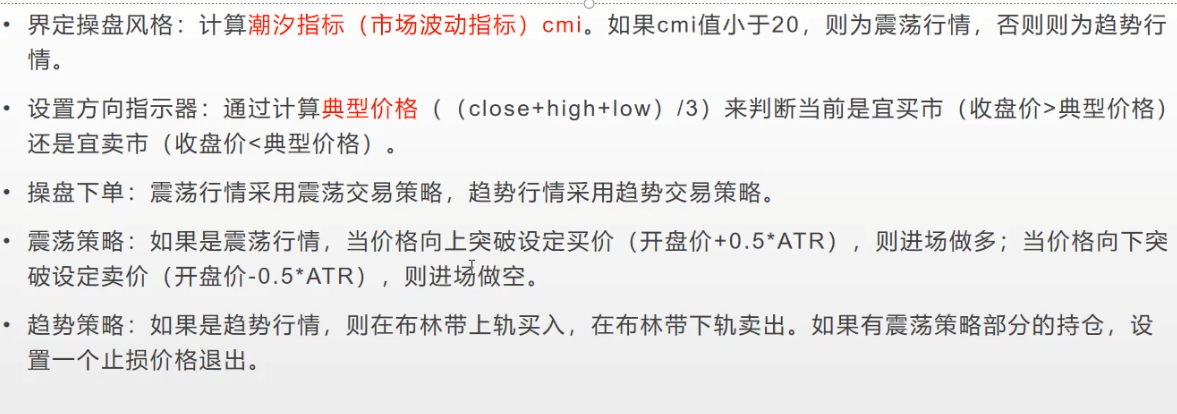 • 界定操盘风格：计算潮汐指标（市场波动指标）cmi。如果cmi值小于20，则为震荡行情，否则则为趋势行
情。
• 设置方向指示器：通过计算典型价格（（close+high+low）/3）来判断当前是宜买市（收盘价>典型价格）
还是宜卖市（收盘价<典型价格）。
• 操盘下单：震荡行情采用震荡交易策略，趋势行情采用趋势交易策略。
• 震荡策略：如果是震荡行情，当价格向上突破设定买价（开盘价+0.5*ATR），则进场做多；当价格向下突
破设定卖价（开盘价-0.5*ATR），则进场做空。
• 趋势策略：如果是趋势行情，则在布林带上轨买入，在布林带下轨卖出。如果有震荡策略部分的持仓，设
置一个止损价格退出。